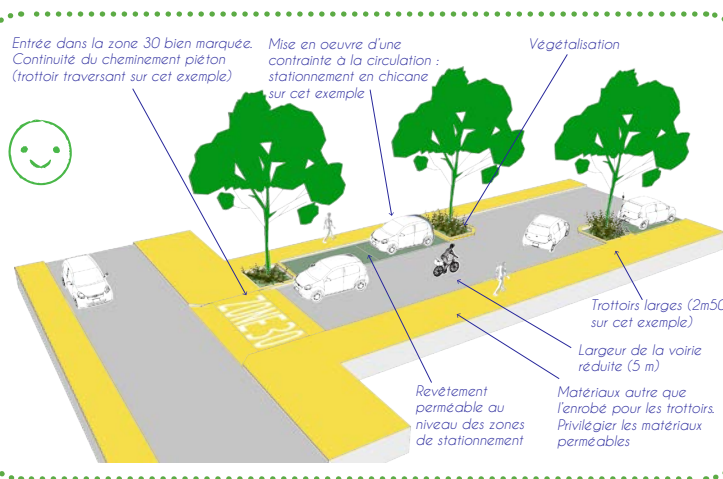 Entrée dans la zone 30 bien marquée.
Continuité du cheminement piéton
(trottoir traversant sur cet exemple)
Mise en oeuvre d'une
contrainte à la circulation :
stationnement en chicane
sur cet exemple
Végétalisation
ZONE30
Trottoirs larges (2m50
sur cet exemple)
Largeur de la voirie
réduite (5 m)
Revêtement
perméable au
niveau des zones
de stationnement
Matériaux autre que
l'enrobé pour les trottoirs.
Privilégier les matériaux
perméables